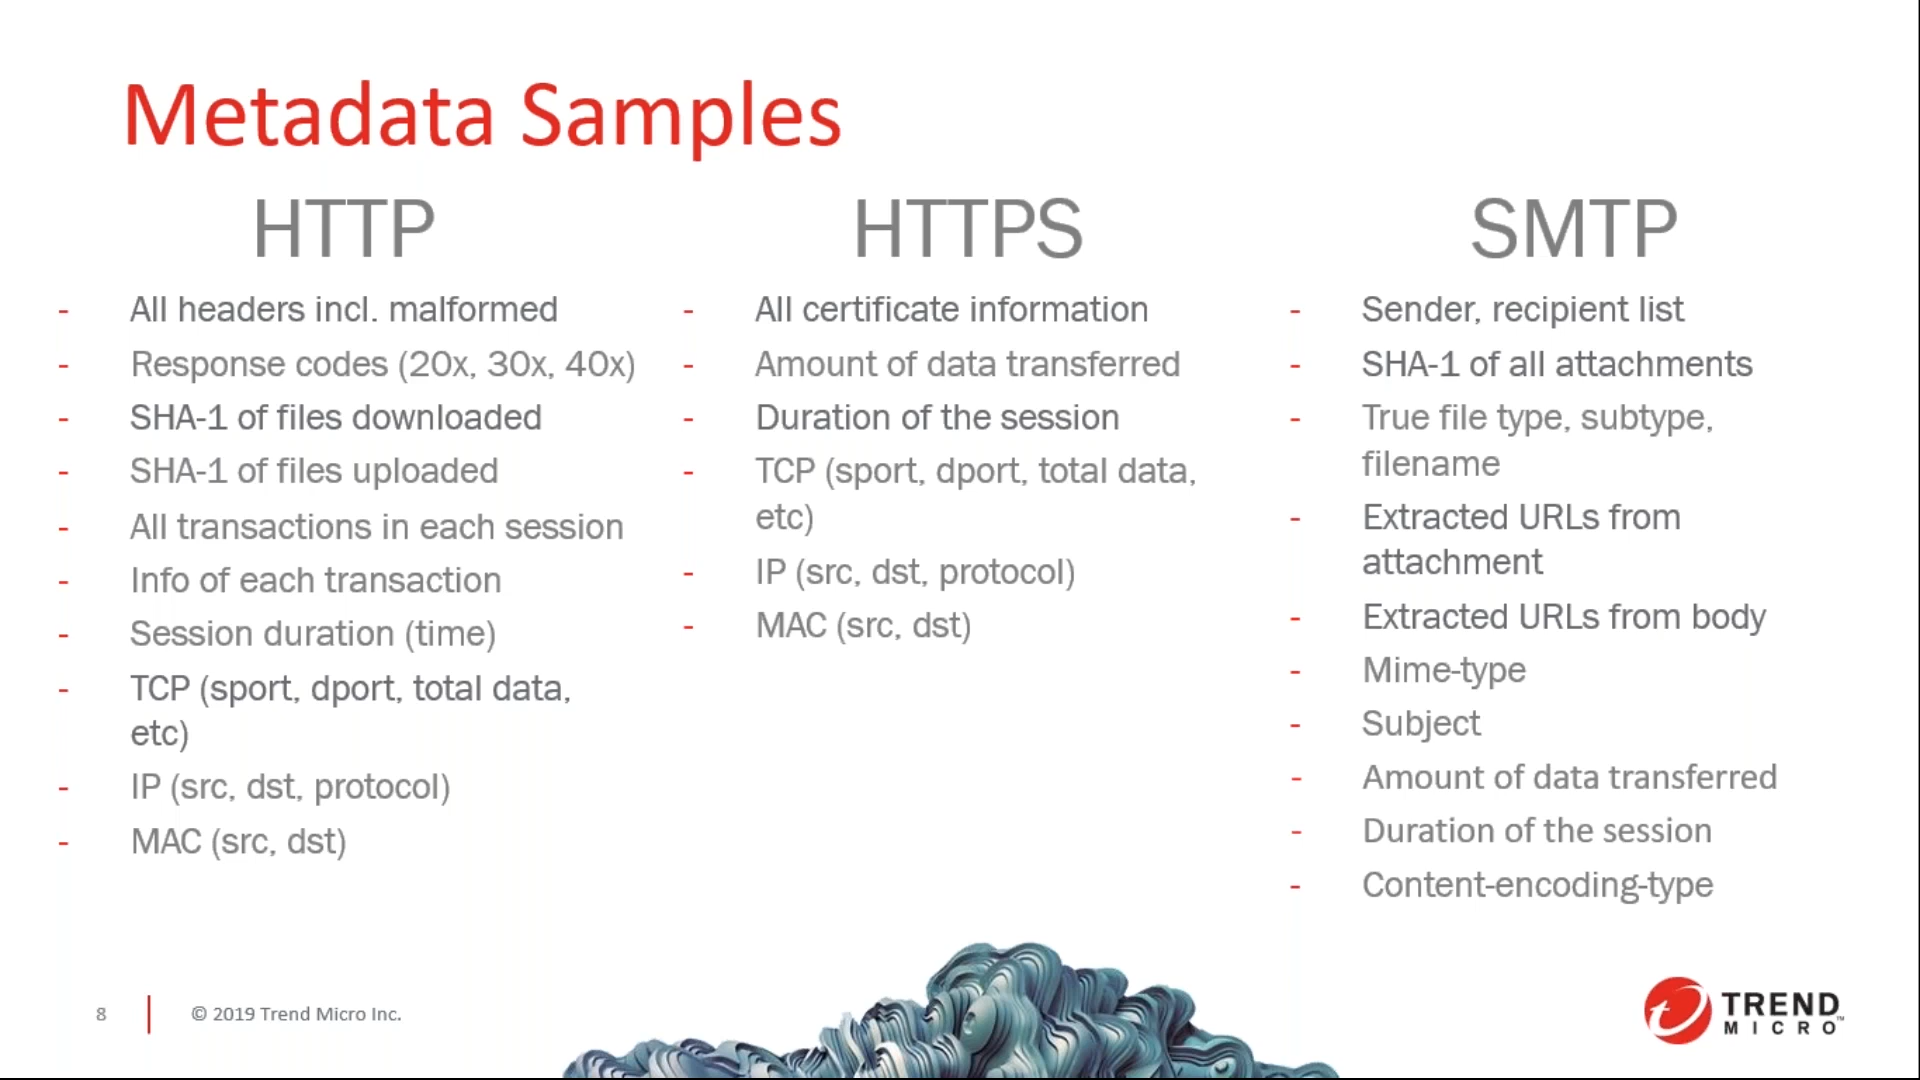 Metadata Samples
HTTP
- All headers incl. malformed
- Response codes (20x, 30x, 40x)
- SHA-1 of files downloaded
- SHA-1 of files uploaded
- All transactions in each session
- Info of each transaction
- Session duration (time)
- TCP (sport, dport, total data,
etc)
- IP (src, dst, protocol)
- MAC (src, dst)
HTTPS
- All certificate information
- Amount of data transferred
- Duration of the session
- TCP (sport, dport, total data,
etc)
- IP (src, dst, protocol)
- MAC (src, dst)
SMTP
- Sender, recipient list
- SHA-1 of all attachments
- True file type, subtype,
filename
- Extracted URLs from
attachment
- Extracted URLs from body
- Mime-type
- Subject
- Amount of data transferred
- Duration of the session
- Content-encoding-type
8
© 2019 Trend Micro Inc.
TREND
MICRO™